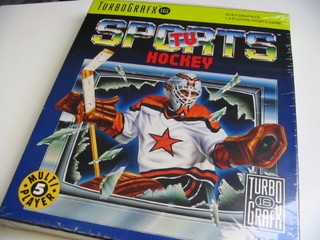 TURBOGRAFX 16
TV
SPORTS
HOCKEY
MULTI
5
PLAYER
TURBO
16
GRAFX